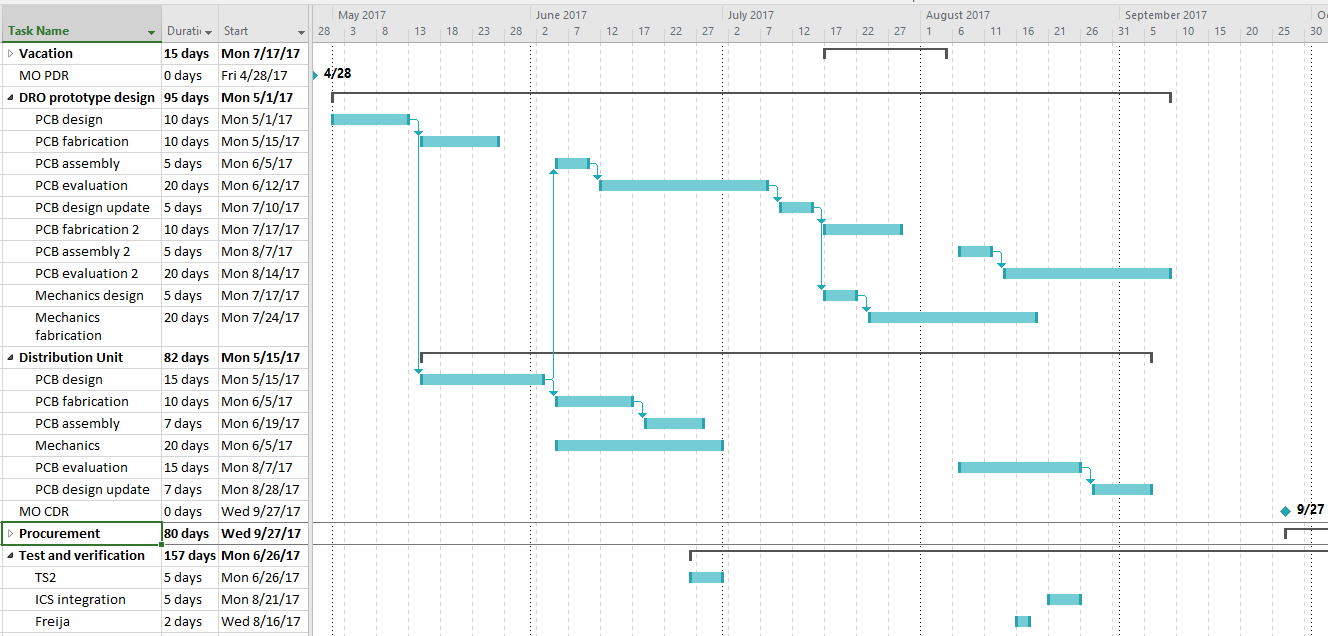 May 2017 June 2017 July 2017 August 2017 September 2017
Task Name Durati Start 28 3 8 13 18 23 28 2 7 12 17 22 27 2 7 12 17 22 27 1 6 11 16 21 26 31 5 10 15 20 25 30
Vacation 15 days Mon 7/17/17
MO PDR 0 days Fri 4/28/17 4/28
DRO prototype design 95 days Mon 5/1/17
PCB design 10 days Mon 5/1/17
PCB fabrication 10 days Mon 5/15/17
PCB assembly 5 days Mon 6/5/17
PCB evaluation 20 days Mon 6/12/17
PCB design update 5 days Mon 7/10/17
PCB fabrication 2 10 days Mon 7/17/17
PCB assembly 2 5 days Mon 8/7/17
PCB evaluation 2 20 days Mon 8/14/17
Mechanics design 5 days Mon 7/17/17
Mechanics 20 days Mon 7/24/17
fabrication
Distribution Unit 82 days Mon 5/15/17
PCB design 15 days Mon 5/15/17
PCB fabrication 10 days Mon 6/5/17
PCB assembly 7 days Mon 6/19/17
Mechanics 20 days Mon 6/5/17
PCB evaluation 15 days Mon 8/7/17
PCB design update 7 days Mon 8/28/17
MO CDR 0 days Wed 9/27/17 9/27
Procurement 80 days Wed 9/27/17
Test and verification 157 days Mon 6/26/17
TS2 5 days Mon 6/26/17
ICS integration 5 days Mon 8/21/17
Freija 2 days Wed 8/16/17